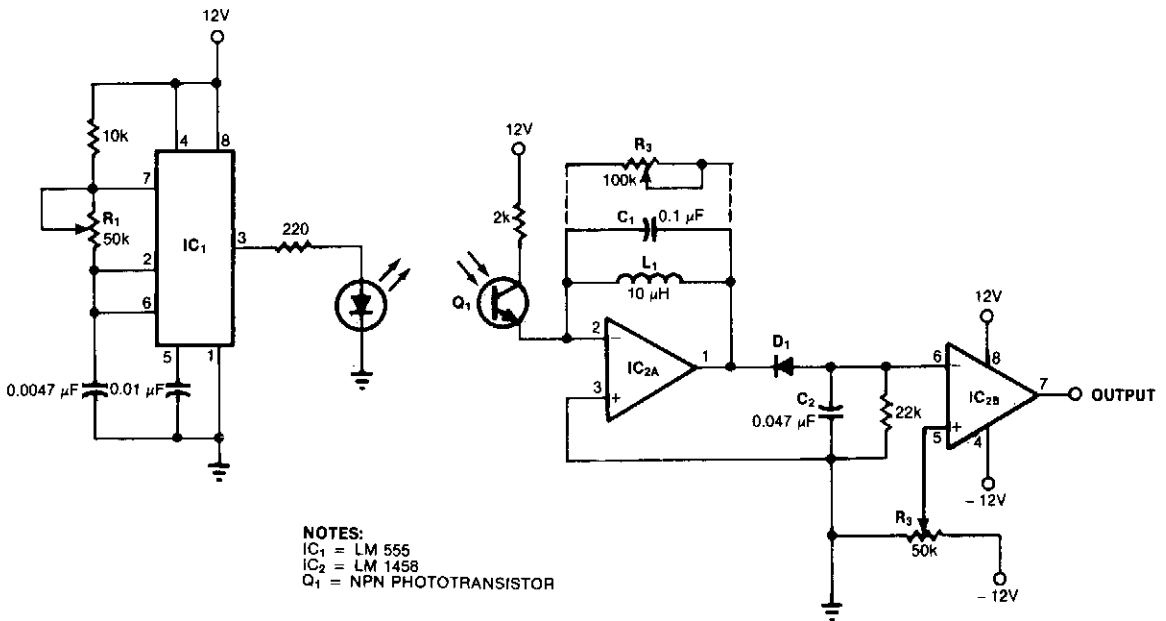 12V
10k
4
8
7
R1
50k
IC1
3
220
2
6
5
1
0.0047 μF
0.01 μF
12V
2k
Q1
R3
100k
C1
0.1 μF
L1
10 μH
2
IC2A
1
3
D1
C2
0.047 μF
22k
12V
6
8
IC2B
7
OUTPUT
5
4
- 12V
R3
50k
- 12V
NOTES:
IC1 = LM 555
IC2 = LM 1458
Q1 = NPN PHOTOTRANSISTOR